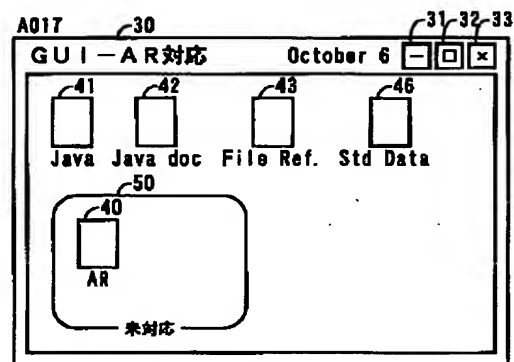 A017 30 31 32 33
GUI-AR対応 October 6
41 42 43 46
Java Java doc File Ref. Std Data
50
40
AR
未対応